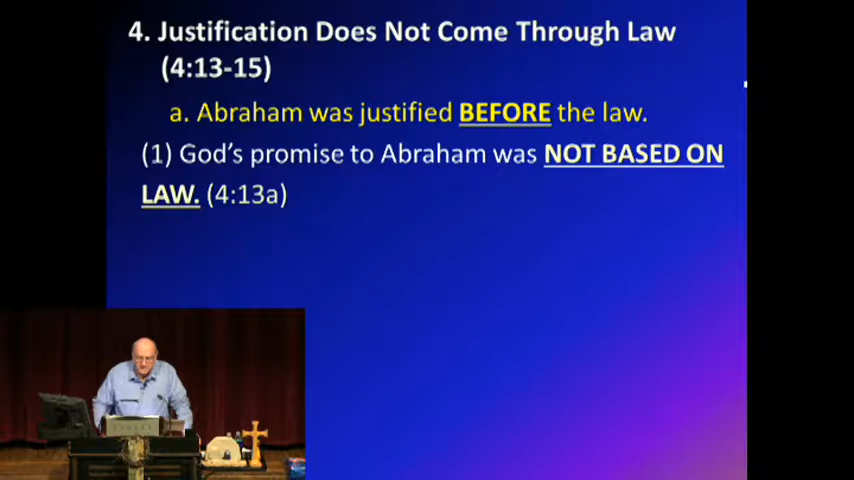 4. Justification Does Not Come Through Law
(4:13-15)
a. Abraham was justified BEFORE the law.
(1) God’s promise to Abraham was NOT BASED ON
LAW. (4:13a)